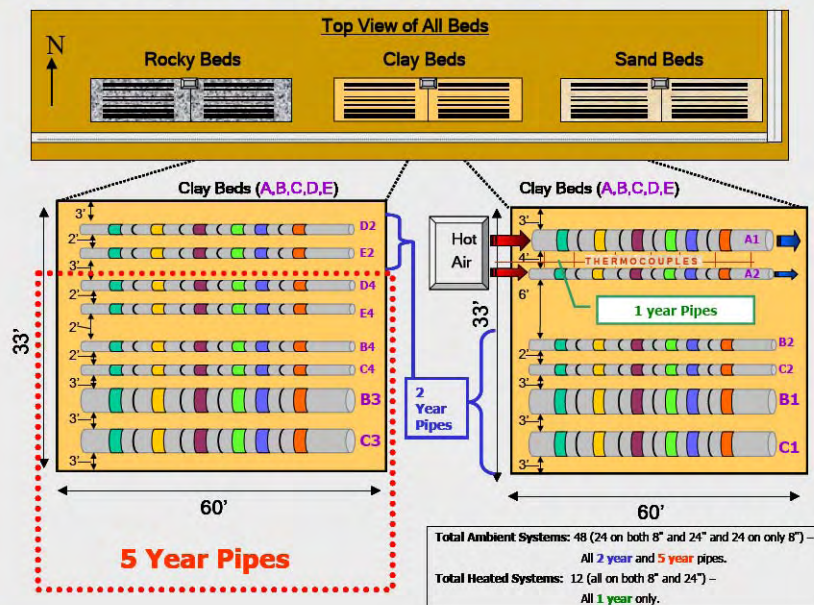 Top View of All Beds
N
Rocky Beds
Clay Beds
Sand Beds
Clay Beds (A,B,C,D,E)
3'
D2
2'
E2
3'
D4
2'
E4
2'
B4
2'
C4
3'
B3
3'
C3
3'
33'
60'
5 Year Pipes
2
Year
Pipes
Clay Beds (A,B,C,D,E)
Hot
Air
3'
A1
4'
THERMOCOUPLES
A2
6'
1 year Pipes
33'
B2
2'
C2
3'
B1
3'
C1
3'
60'
Total Ambient Systems: 48 (24 on both 8" and 24" and 24 on only 8") –
All 2 year and 5 year pipes.
Total Heated Systems: 12 (all on both 8" and 24") –
All 1 year only.